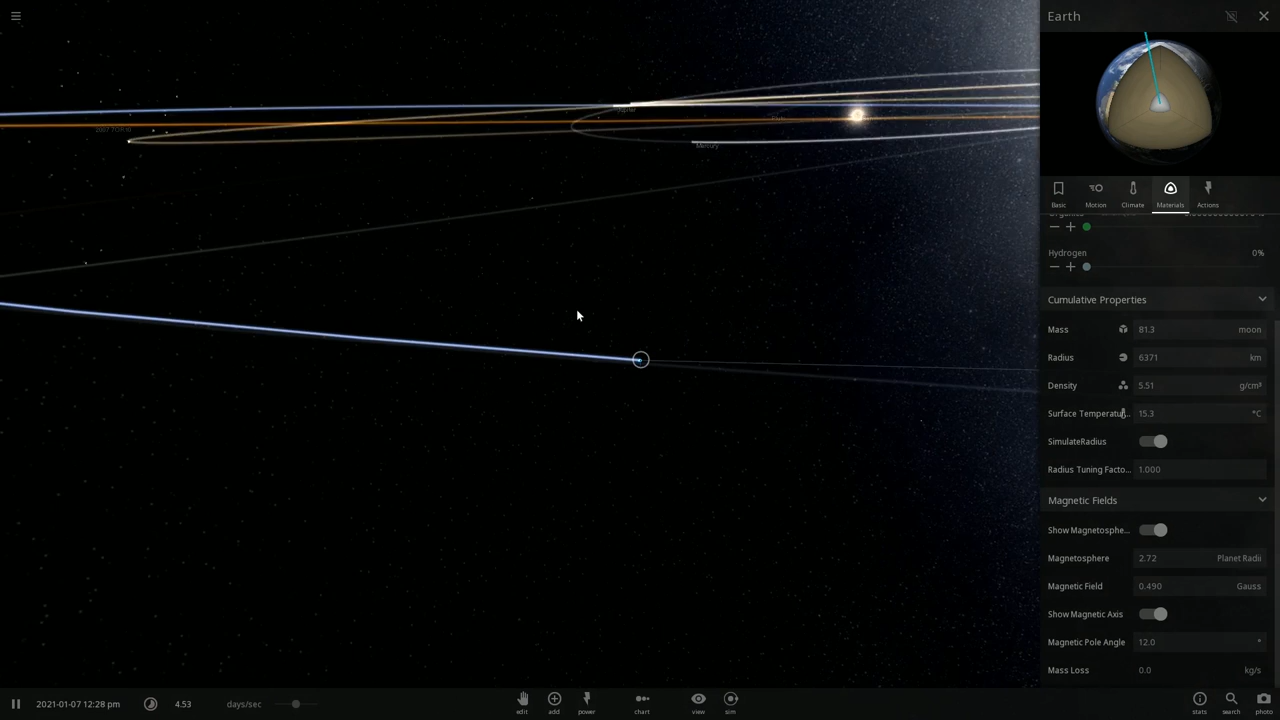 Earth
Jupiter
2007 TOR10
Mercury
Basic
Motion
Climate
Materials
Actions
Hydrogen 0%
Cumulative Properties
Mass 81.3 moon
Radius 6371 km
Density 5.51 g/cm³
Surface Temperatu... 15.3 °C
SimulateRadius
Radius Tuning Facto... 1.000
Magnetic Fields
Show Magnetosphe...
Magnetosphere 2.72 Planet Radii
Magnetic Field 0.490 Gauss
Show Magnetic Axis
Magnetic Pole Angle 12.0 °
Mass Loss 0.0 kg/s
2021-01-07 12:28 pm 4.53 days/sec
edit
add
power
chart
view
sim
stats
search
photo